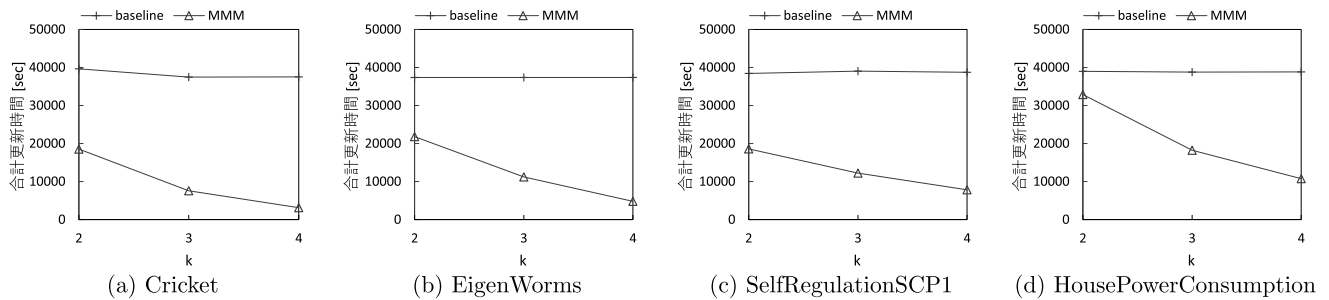 baseline MMM
50000
40000
30000
20000
10000
0
合計更新時間 [sec]
2 3 4
k
(a) Cricket
baseline MMM
50000
40000
30000
20000
10000
0
合計更新時間 [sec]
2 3 4
k
(b) EigenWorms
baseline MMM
50000
40000
30000
20000
10000
0
合計更新時間 [sec]
2 3 4
k
(c) SelfRegulationSCP1
baseline MMM
50000
40000
30000
20000
10000
0
合計更新時間 [sec]
2 3 4
k
(d) HousePowerConsumption